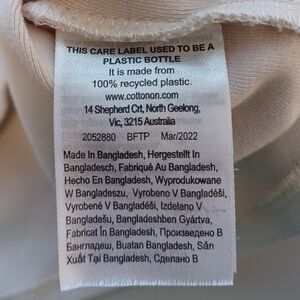 THIS CARE LABEL USED TO BE A
PLASTIC BOTTLE
It is made from
100% recycled plastic.
www.cottonon.com
14 Shepherd Crt, North Geelong,
Vic, 3215 Australia
2052880 BFTP Mar/2022
Made In Bangladesh, Hergestellt In
Bangladesch, Fabriqué Au Bangladesh,
Hecho En Bangladesh, Wyprodukowane
W Bangladeszu, Vyrobeno V Bangladéši,
Vyrobené V Bangladéši, Izdelano V
Bangladešu, Bangladeshben Gyártva,
Fabricat În Bangladesh, Произведено В
Бангладеш, Buatan Bangladesh, Sản
Xuất Tại Bangladesh, Сделано В